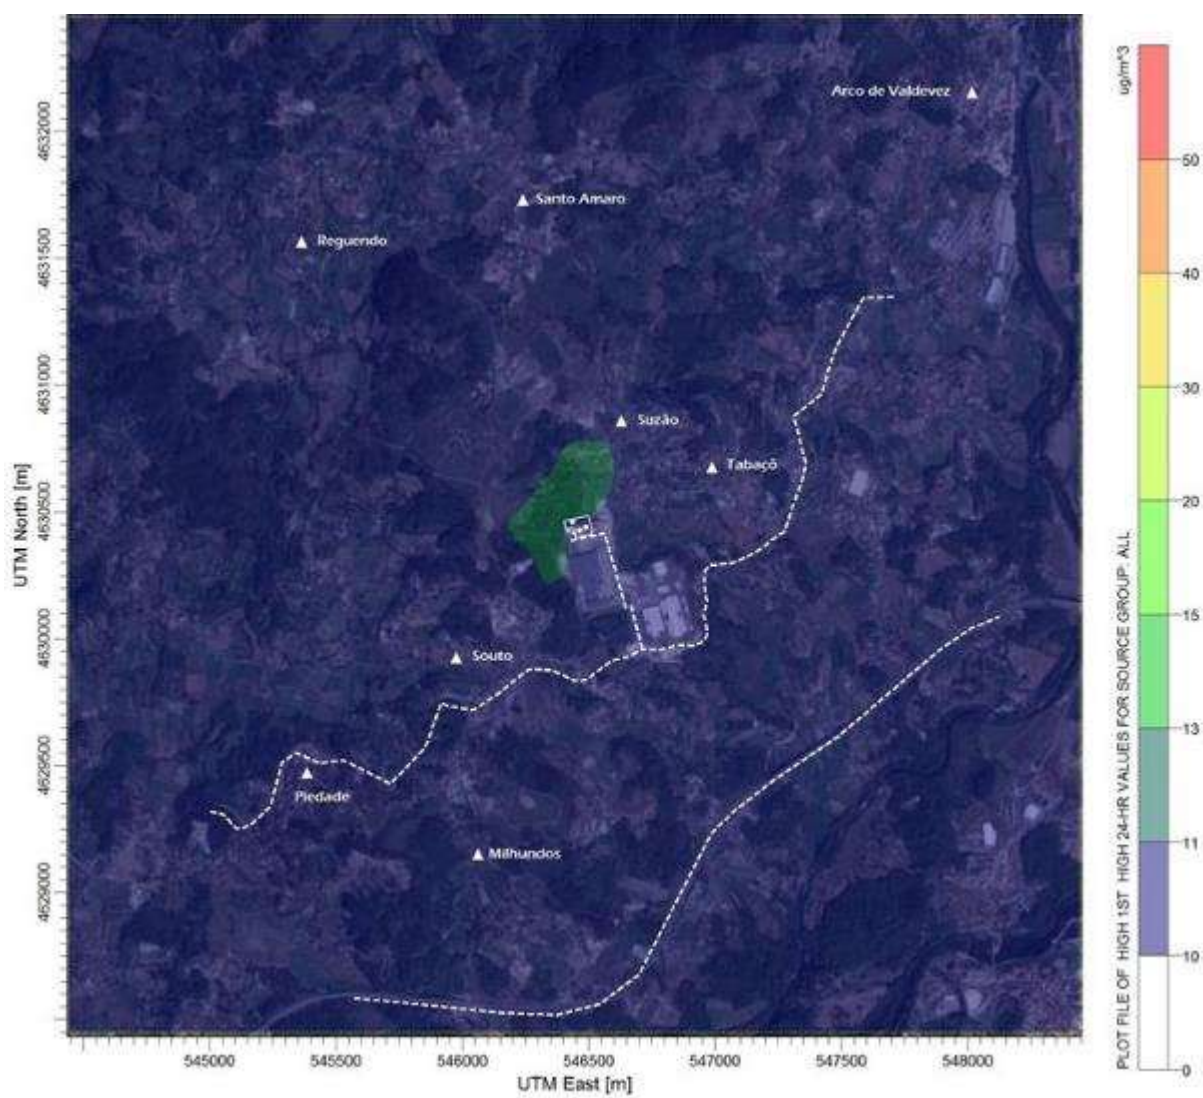 Arco de Valdevez
Santo Amaro
Reguendo
Suzão
Tabaçô
Souto
Piedade
Milhundos
4632000
4631500
4631000
4630500
4630000
4629500
4629000
UTM North [m]
545000
545500
546000
546500
547000
547500
548000
UTM East [m]
ug/m^3
50
40
30
20
15
13
11
10
0
PLOT FILE OF HIGH 1ST HIGH 24-HR VALUES FOR SOURCE GROUP: ALL